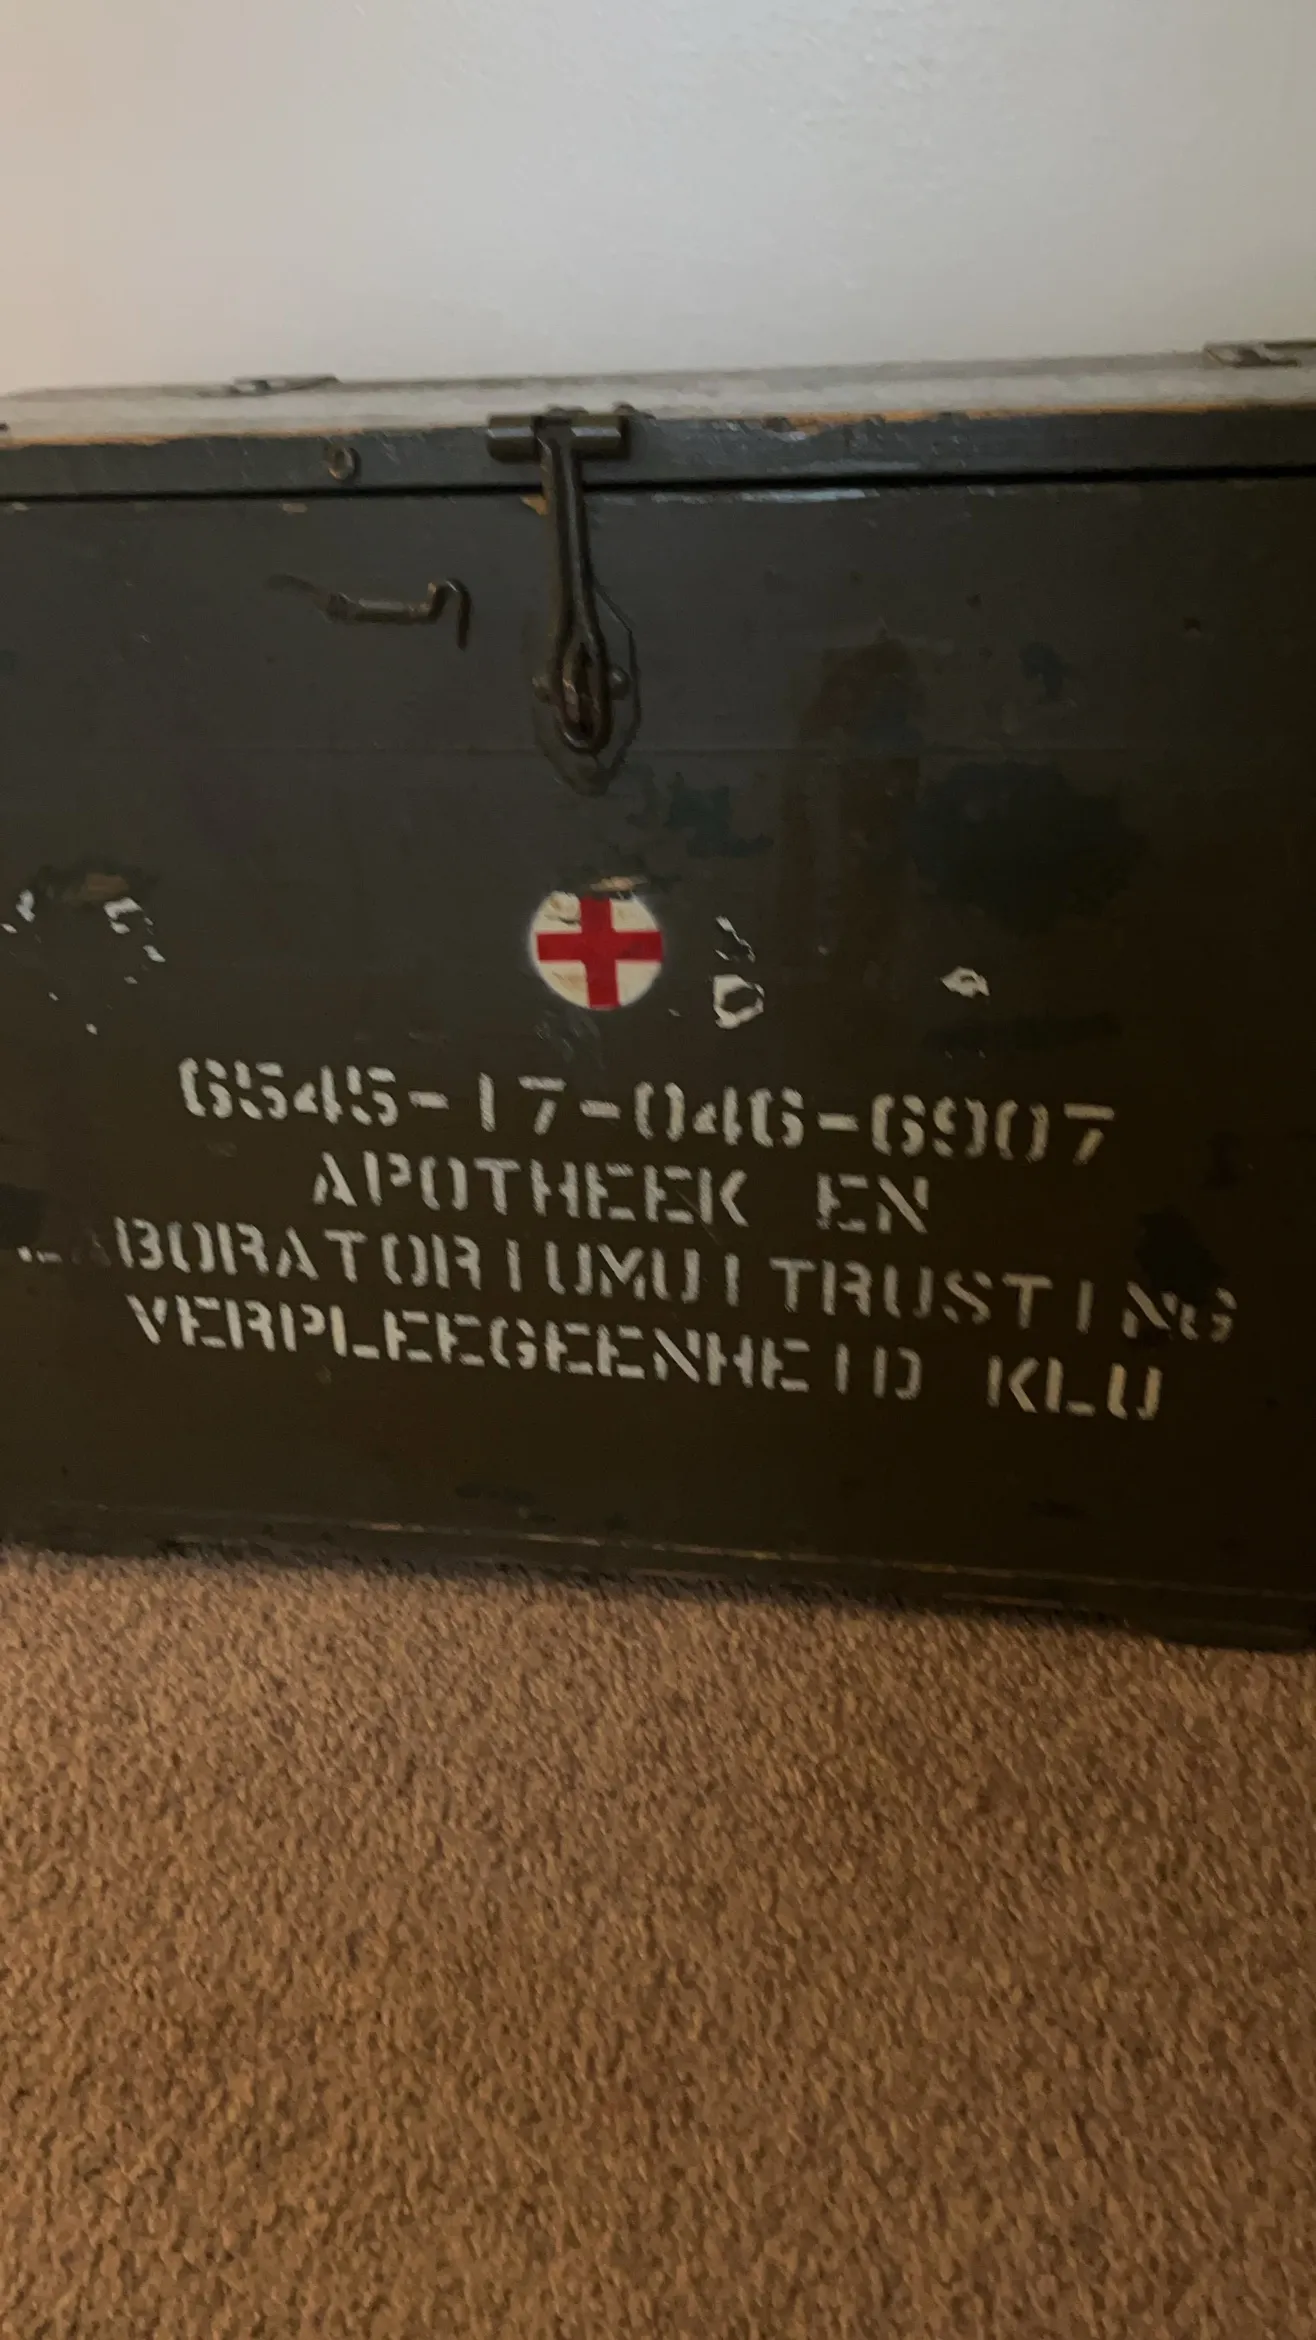 6545-17-046-6907
APOTHEEK EN
LABORATORIUMUITRUSTING
VERPLEEGEENHEID KLU